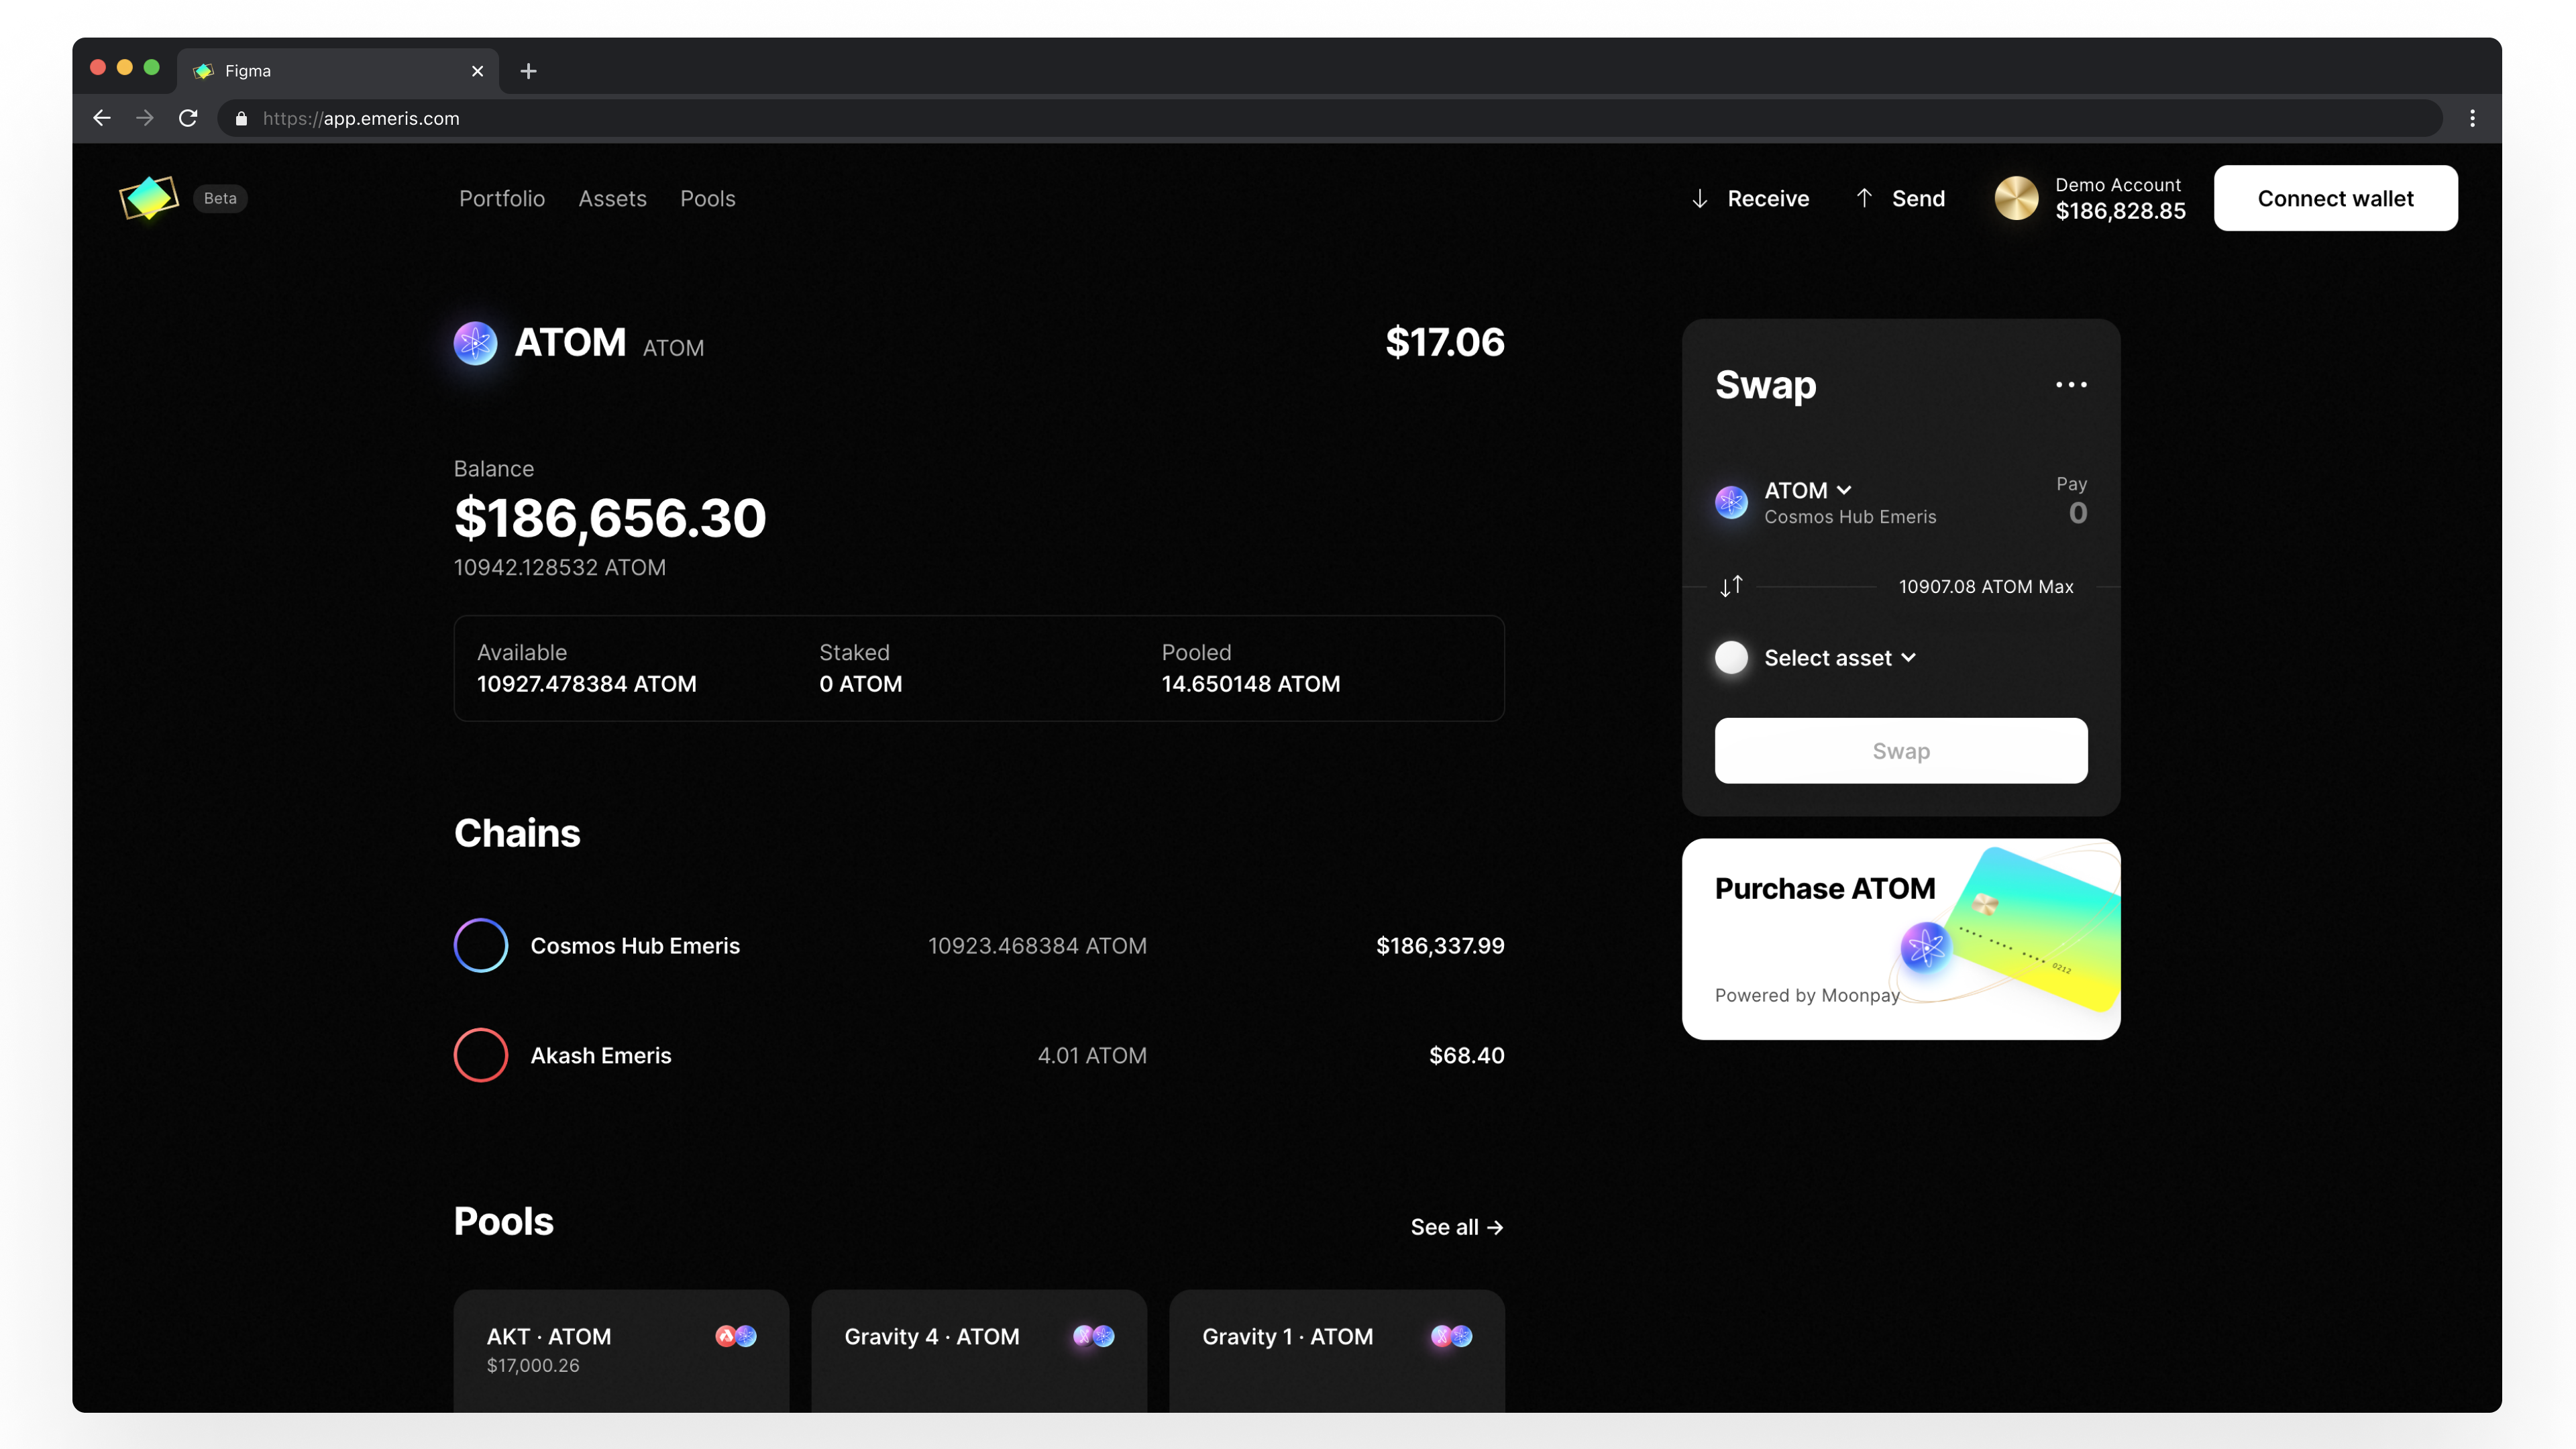 Figma
https://app.emeris.com
Beta
Portfolio Assets Pools
Receive Send
Demo Account
$186,828.85
Connect wallet
ATOM ATOM
$17.06
Balance
$186,656.30
10942.128532 ATOM
Available
10927.478384 ATOM
Staked
0 ATOM
Pooled
14.650148 ATOM
Chains
Cosmos Hub Emeris 10923.468384 ATOM $186,337.99
Akash Emeris 4.01 ATOM $68.40
Pools
See all →
AKT · ATOM
$17,000.26
Gravity 4 · ATOM
Gravity 1 · ATOM
Swap
ATOM
Cosmos Hub Emeris
Pay
0
10907.08 ATOM Max
Select asset
Swap
Purchase ATOM
0212
Powered by Moonpay